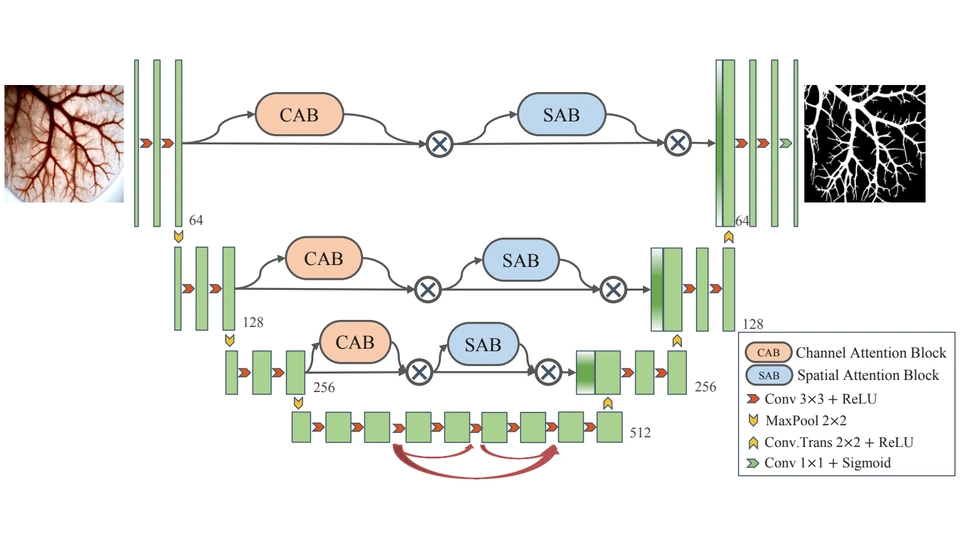 CAB
SAB
64
64
CAB
SAB
128
128
CAB
SAB
256
256
512
CAB Channel Attention Block
SAB Spatial Attention Block
Conv 3×3 + ReLU
MaxPool 2×2
Conv.Trans 2×2 + ReLU
Conv 1×1 + Sigmoid